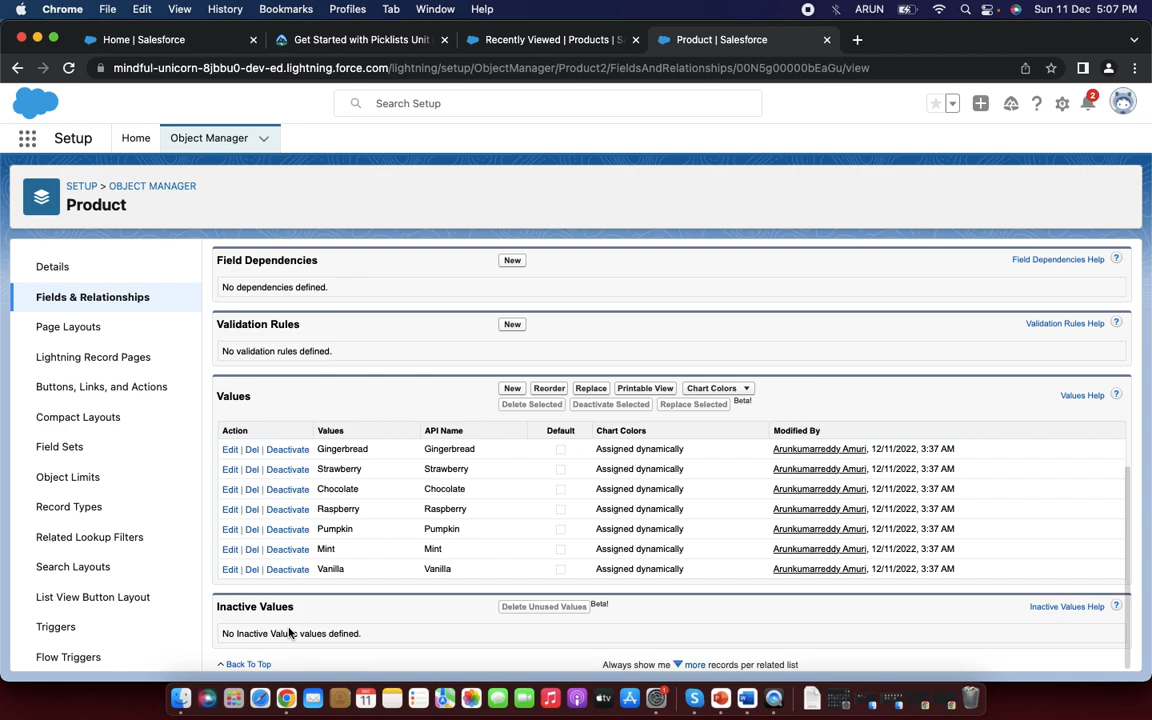 Chrome File Edit View History Bookmarks Profiles Tab Window Help ARUN Sun 11 Dec 5:07 PM
Home | Salesforce Get Started with Picklists Unit Recently Viewed | Products | S Product | Salesforce
mindful-unicorn-8jbbu0-dev-ed.lightning.force.com/lightning/setup/ObjectManager/Product2/FieldsAndRelationships/00N5g00000bEaGu/view
Search Setup 2
Setup Home Object Manager
SETUP > OBJECT MANAGER
Product
Details
Fields & Relationships
Page Layouts
Lightning Record Pages
Buttons, Links, and Actions
Compact Layouts
Field Sets
Object Limits
Record Types
Related Lookup Filters
Search Layouts
List View Button Layout
Triggers
Flow Triggers
Field Dependencies New Field Dependencies Help ?
No dependencies defined.
Validation Rules New Validation Rules Help ?
No validation rules defined.
Values New Reorder Replace Printable View Chart Colors Values Help ?
Delete Selected Deactivate Selected Replace Selected Beta!
Action Values API Name Default Chart Colors Modified By
Edit | Del | Deactivate Gingerbread Gingerbread Assigned dynamically Arunkumarreddy Amuri, 12/11/2022, 3:37 AM
Edit | Del | Deactivate Strawberry Strawberry Assigned dynamically Arunkumarreddy Amuri, 12/11/2022, 3:37 AM
Edit | Del | Deactivate Chocolate Chocolate Assigned dynamically Arunkumarreddy Amuri, 12/11/2022, 3:37 AM
Edit | Del | Deactivate Raspberry Raspberry Assigned dynamically Arunkumarreddy Amuri, 12/11/2022, 3:37 AM
Edit | Del | Deactivate Pumpkin Pumpkin Assigned dynamically Arunkumarreddy Amuri, 12/11/2022, 3:37 AM
Edit | Del | Deactivate Mint Mint Assigned dynamically Arunkumarreddy Amuri, 12/11/2022, 3:37 AM
Edit | Del | Deactivate Vanilla Vanilla Assigned dynamically Arunkumarreddy Amuri, 12/11/2022, 3:37 AM
Inactive Values Delete Unused Values Beta! Inactive Values Help ?
No Inactive Values values defined.
Back To Top Always show me more records per related list